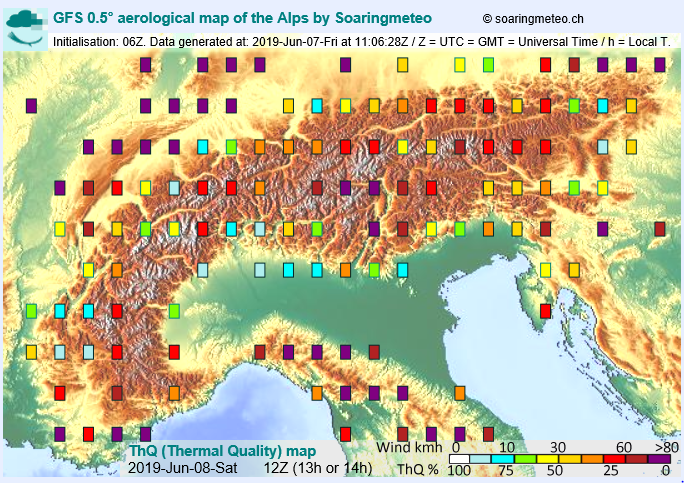 GFS 0.5° aerological map of the Alps by Soaringmeteo © soaringmeteo.ch
Initialisation: 06Z. Data generated at: 2019-Jun-07-Fri at 11:06:28Z / Z = UTC = GMT = Universal Time / h = Local T.
ThQ (Thermal Quality) map
2019-Jun-08-Sat 12Z (13h or 14h)
Wind kmh 0 10 30 60 >80
ThQ % 100 75 50 25 0